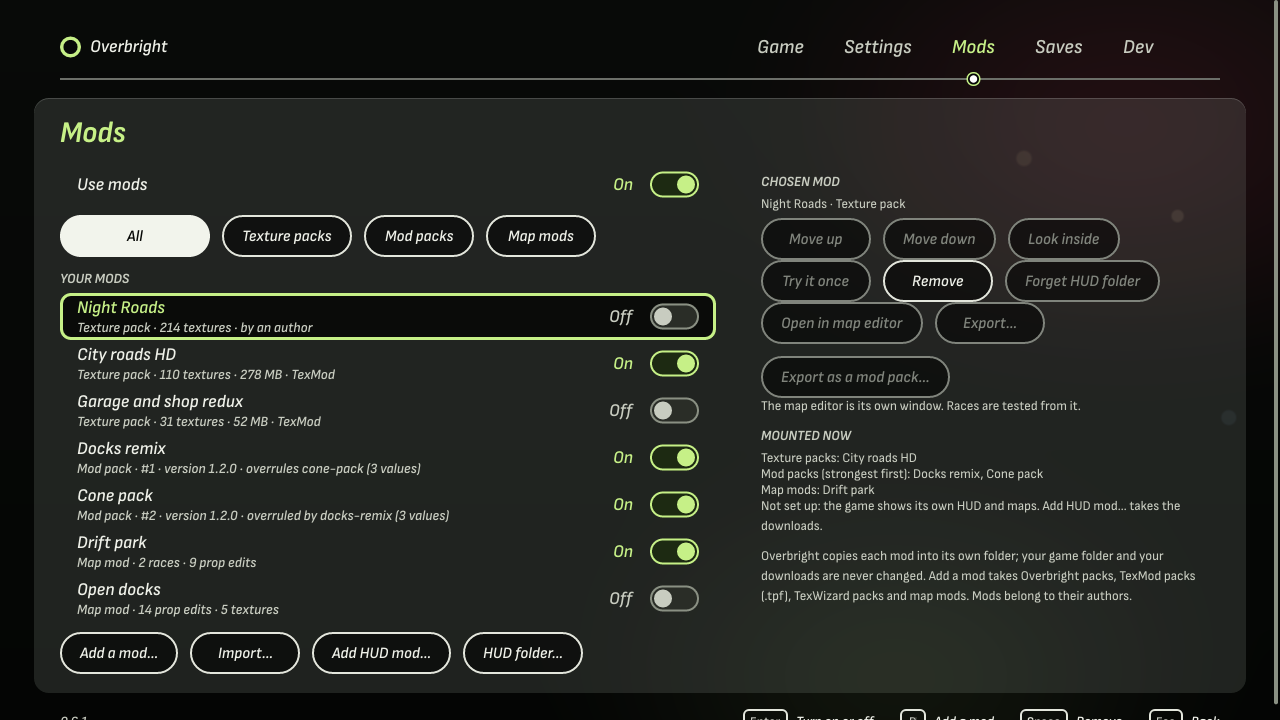 Overbright
Game Settings Mods Saves Dev
Mods
Use mods On
All Texture packs Mod packs Map mods
YOUR MODS
Night Roads
Texture pack · 214 textures · by an author
Off
City roads HD
Texture pack · 110 textures · 278 MB · TexMod
On
Garage and shop redux
Texture pack · 31 textures · 52 MB · TexMod
Off
Docks remix
Mod pack · #1 · version 1.2.0 · overrules cone-pack (3 values)
On
Cone pack
Mod pack · #2 · version 1.2.0 · overruled by docks-remix (3 values)
On
Drift park
Map mod · 2 races · 9 prop edits
On
Open docks
Map mod · 14 prop edits · 5 textures
Off
Add a mod... Import... Add HUD mod... HUD folder...
CHOSEN MOD
Night Roads · Texture pack
Move up Move down Look inside
Try it once Remove Forget HUD folder
Open in map editor Export...
Export as a mod pack...
The map editor is its own window. Races are tested from it.
MOUNTED NOW
Texture packs: City roads HD
Mod packs (strongest first): Docks remix, Cone pack
Map mods: Drift park
Not set up: the game shows its own HUD and maps. Add HUD mod... takes the
downloads.
Overbright copies each mod into its own folder; your game folder and your
downloads are never changed. Add a mod takes Overbright packs, TexMod packs
(.tpf), TexWizard packs and map mods. Mods belong to their authors.
Enter Turn on or off Add a mod Remove Esc Back